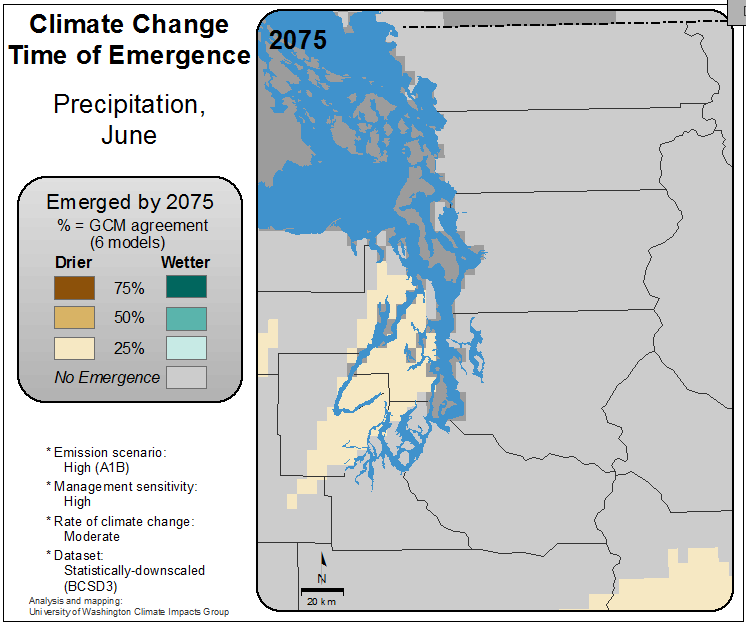 Climate Change
Time of Emergence
Precipitation,
June
Emerged by 2075
% = GCM agreement
(6 models)
Drier Wetter
75%
50%
25%
No Emergence
* Emission scenario:
High (A1B)
* Management sensitivity:
High
* Rate of climate change:
Moderate
* Dataset:
Statistically-downscaled
(BCSD3)
Analysis and mapping:
University of Washington Climate Impacts Group
2075
N
20 km